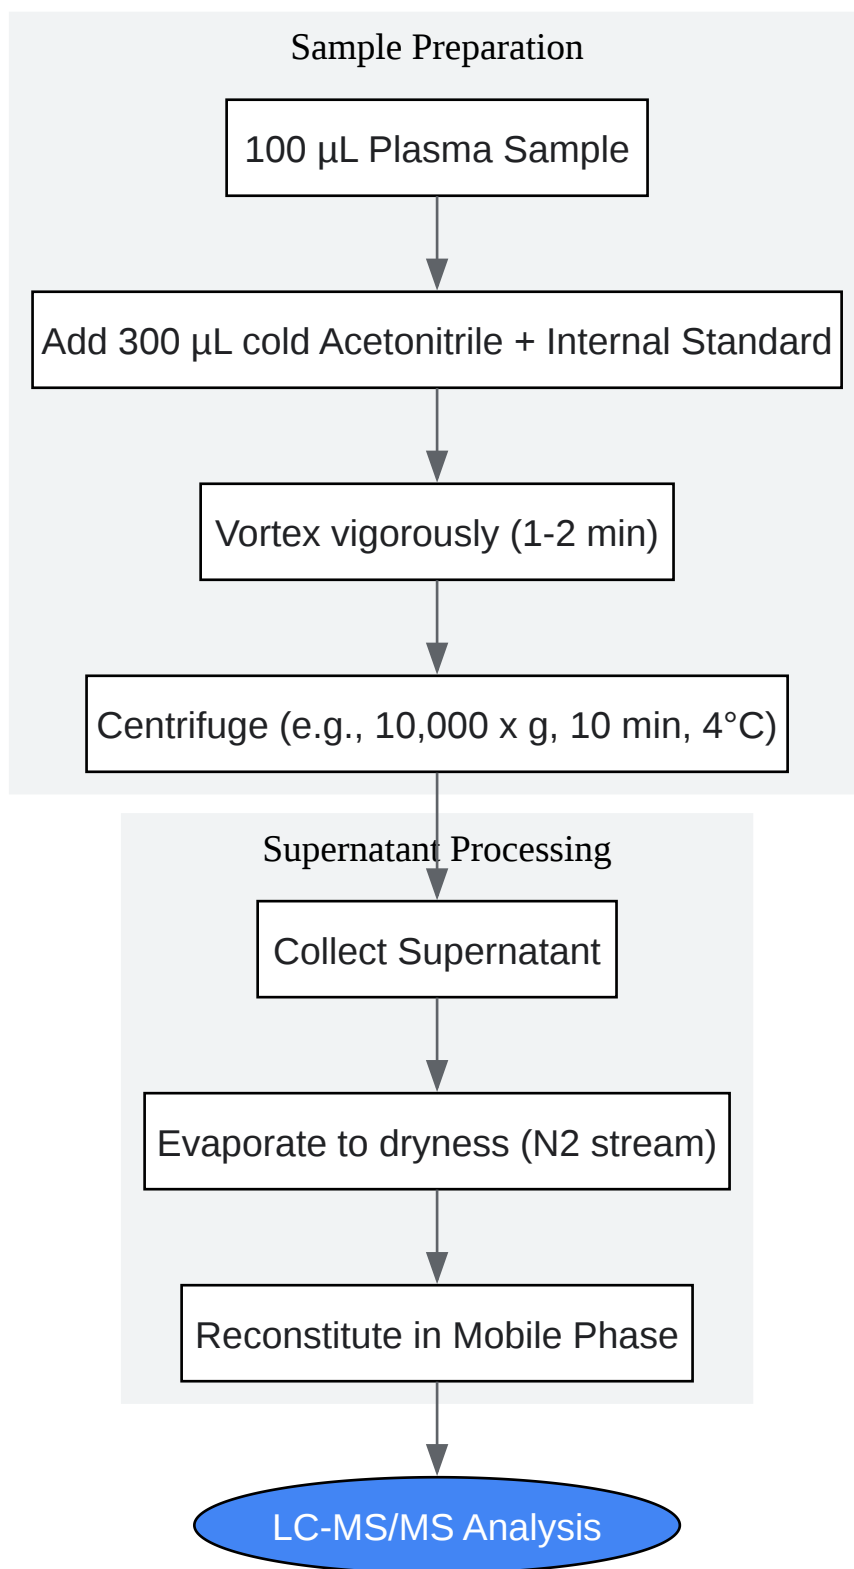 Sample Preparation
100 µL Plasma Sample
Add 300 µL cold Acetonitrile + Internal Standard
Vortex vigorously (1-2 min)
Centrifuge (e.g., 10,000 x g, 10 min, 4°C)
Supernatant Processing
Collect Supernatant
Evaporate to dryness (N2 stream)
Reconstitute in Mobile Phase
LC-MS/MS Analysis